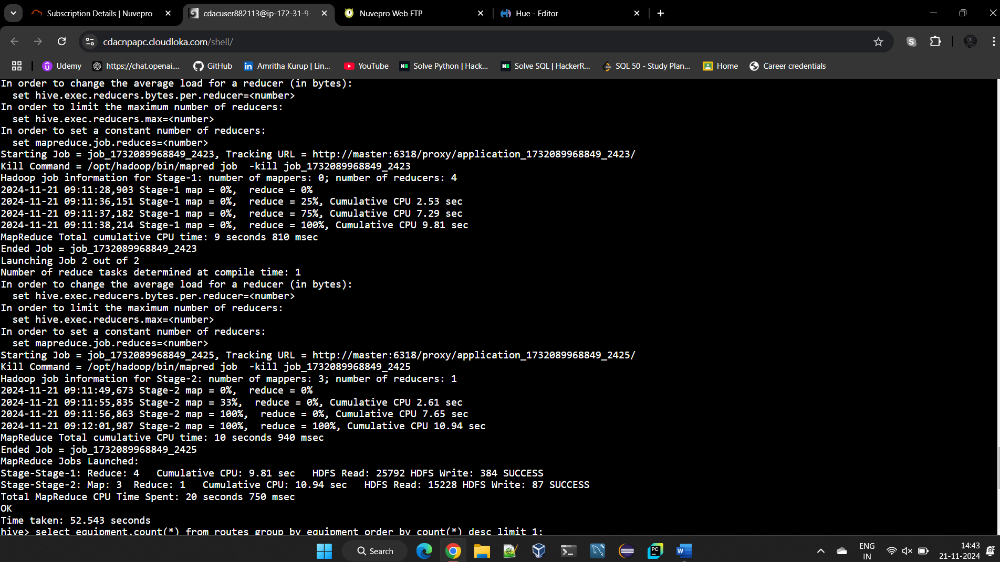 Subscription Details | Nuvepro
cdacuser882113@ip-172-31-9-
Nuvepro Web FTP
Hue - Editor
cdacnpapc.cloudloka.com/shell/
S
Udemy
https://chat.openai....
GitHub
Amritha Kurup | Lin...
YouTube
Solve Python | Hack...
Solve SQL | HackerR...
SQL 50 - Study Plan...
Home
Career credentials
In order to change the average load for a reducer (in bytes):
  set hive.exec.reducers.bytes.per.reducer=<number>
In order to limit the maximum number of reducers:
  set hive.exec.reducers.max=<number>
In order to set a constant number of reducers:
  set mapreduce.job.reduces=<number>
Starting Job = job_1732089968849_2423, Tracking URL = http://master:6318/proxy/application_1732089968849_2423/
Kill Command = /opt/hadoop/bin/mapred job  -kill job_1732089968849_2423
Hadoop job information for Stage-1: number of mappers: 0; number of reducers: 4
2024-11-21 09:11:28,903 Stage-1 map = 0%,  reduce = 0%
2024-11-21 09:11:36,151 Stage-1 map = 0%,  reduce = 25%, Cumulative CPU 2.53 sec
2024-11-21 09:11:37,182 Stage-1 map = 0%,  reduce = 75%, Cumulative CPU 7.29 sec
2024-11-21 09:11:38,214 Stage-1 map = 0%,  reduce = 100%, Cumulative CPU 9.81 sec
MapReduce Total cumulative CPU time: 9 seconds 810 msec
Ended Job = job_1732089968849_2423
Launching Job 2 out of 2
Number of reduce tasks determined at compile time: 1
In order to change the average load for a reducer (in bytes):
  set hive.exec.reducers.bytes.per.reducer=<number>
In order to limit the maximum number of reducers:
  set hive.exec.reducers.max=<number>
In order to set a constant number of reducers:
  set mapreduce.job.reduces=<number>
Starting Job = job_1732089968849_2425, Tracking URL = http://master:6318/proxy/application_1732089968849_2425/
Kill Command = /opt/hadoop/bin/mapred job  -kill job_1732089968849_2425
Hadoop job information for Stage-2: number of mappers: 3; number of reducers: 1
2024-11-21 09:11:49,673 Stage-2 map = 0%,  reduce = 0%
2024-11-21 09:11:55,835 Stage-2 map = 33%,  reduce = 0%, Cumulative CPU 2.61 sec
2024-11-21 09:11:56,863 Stage-2 map = 100%,  reduce = 0%, Cumulative CPU 7.65 sec
2024-11-21 09:12:01,987 Stage-2 map = 100%,  reduce = 100%, Cumulative CPU 10.94 sec
MapReduce Total cumulative CPU time: 10 seconds 940 msec
Ended Job = job_1732089968849_2425
MapReduce Jobs Launched:
Stage-Stage-1: Reduce: 4   Cumulative CPU: 9.81 sec   HDFS Read: 25792 HDFS Write: 384 SUCCESS
Stage-Stage-2: Map: 3  Reduce: 1   Cumulative CPU: 10.94 sec   HDFS Read: 15228 HDFS Write: 87 SUCCESS
Total MapReduce CPU Time Spent: 20 seconds 750 msec
OK
Time taken: 52.543 seconds
hive> select equipment,count(*) from routes group by equipment order by count(*) desc limit 1;
Search
ENG
IN
14:43
21-11-2024